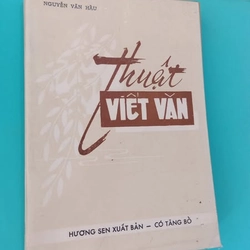 NGUYỄN VĂN HẦU
Thuật
VIẾT VĂN
HƯƠNG SEN XUẤT BẢN – CÓ TĂNG BỔ